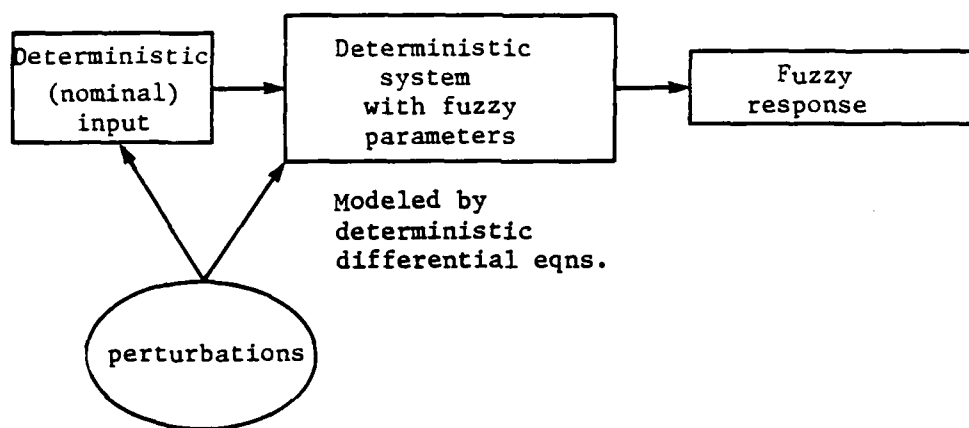 Deterministic
(nominal)
input
Deterministic
system
with fuzzy
parameters
Fuzzy
response
Modeled by
deterministic
differential eqns.
perturbations